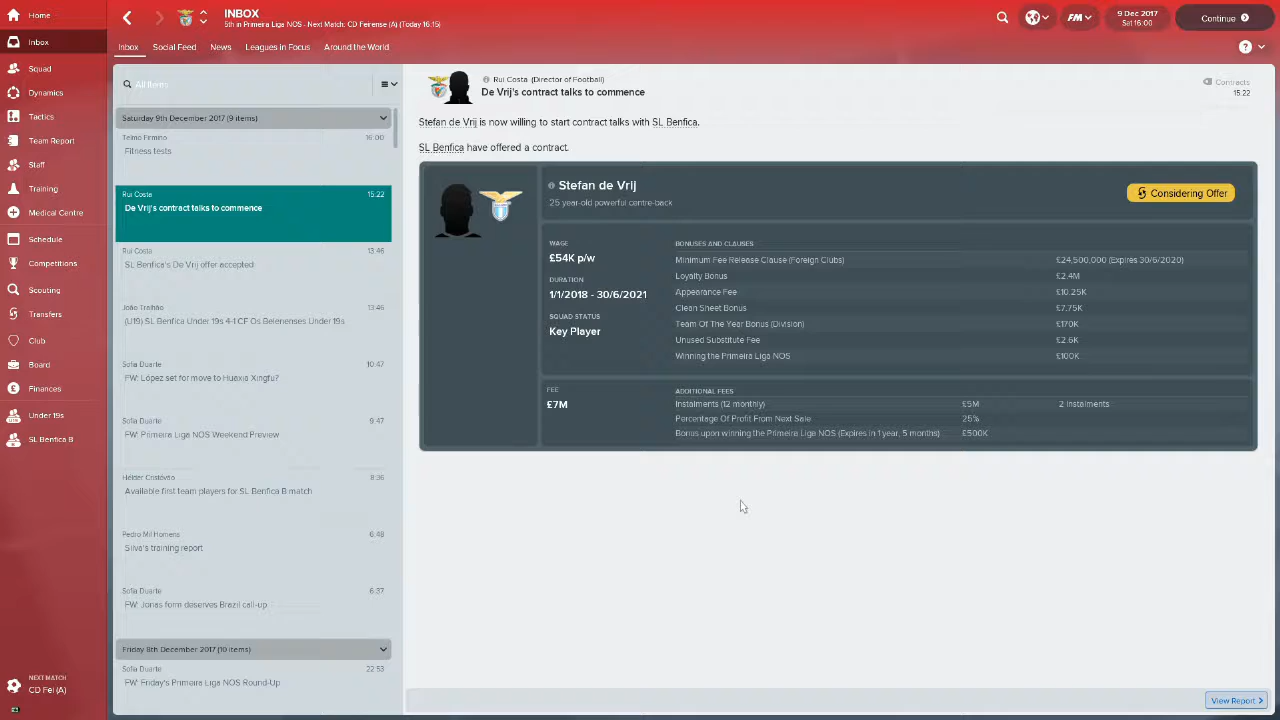 Home
Inbox
Squad
Dynamics
Tactics
Team Report
Staff
Training
Medical Centre
Schedule
Competitions
Scouting
Transfers
Club
Board
Finances
Under 19s
SL Benfica B
NEXT MATCH
CD Fei (A)
INBOX
5th in Primeira Liga NOS - Next Match: CD Feirense (A) (Today 16:15)
FM
9 Dec 2017
Sat 16:00
Continue
Inbox Social Feed News Leagues in Focus Around the World
?
All Items
Saturday 9th December 2017 (9 items)
Telmo Firmino 16:00
Fitness tests
Rui Costa 15:22
De Vrij's contract talks to commence
Rui Costa 13:46
SL Benfica's De Vrij offer accepted
João Tralhão 13:46
(U19) SL Benfica Under 19s 4-1 CF Os Belenenses Under 19s
Sofia Duarte 10:47
FW: López set for move to Huaxia Xingfu?
Sofia Duarte 9:47
FW: Primeira Liga NOS Weekend Preview
Hélder Cristóvão 8:36
Available first team players for SL Benfica B match
Pedro Mil Homens 6:48
Silva's training report
Sofia Duarte 6:37
FW: Jonas form deserves Brazil call-up
Friday 8th December 2017 (10 items)
Sofia Duarte 22:53
FW: Friday's Primeira Liga NOS Round-Up
Rui Costa (Director of Football)
De Vrij's contract talks to commence
Contracts
15:22
Stefan de Vrij is now willing to start contract talks with SL Benfica.
SL Benfica have offered a contract.
Stefan de Vrij
25 year-old powerful centre-back
Considering Offer
WAGE
£54K p/w
DURATION
1/1/2018 - 30/6/2021
SQUAD STATUS
Key Player
BONUSES AND CLAUSES
Minimum Fee Release Clause (Foreign Clubs) £24,500,000 (Expires 30/6/2020)
Loyalty Bonus £2.4M
Appearance Fee £10.25K
Clean Sheet Bonus £7.75K
Team Of The Year Bonus (Division) £170K
Unused Substitute Fee £2.6K
Winning the Primeira Liga NOS £100K
FEE
£7M
ADDITIONAL FEES
Instalments (12 monthly) £5M 2 Instalments
Percentage Of Profit From Next Sale 25%
Bonus upon winning the Primeira Liga NOS (Expires in 1 year, 5 months) £500K
View Report